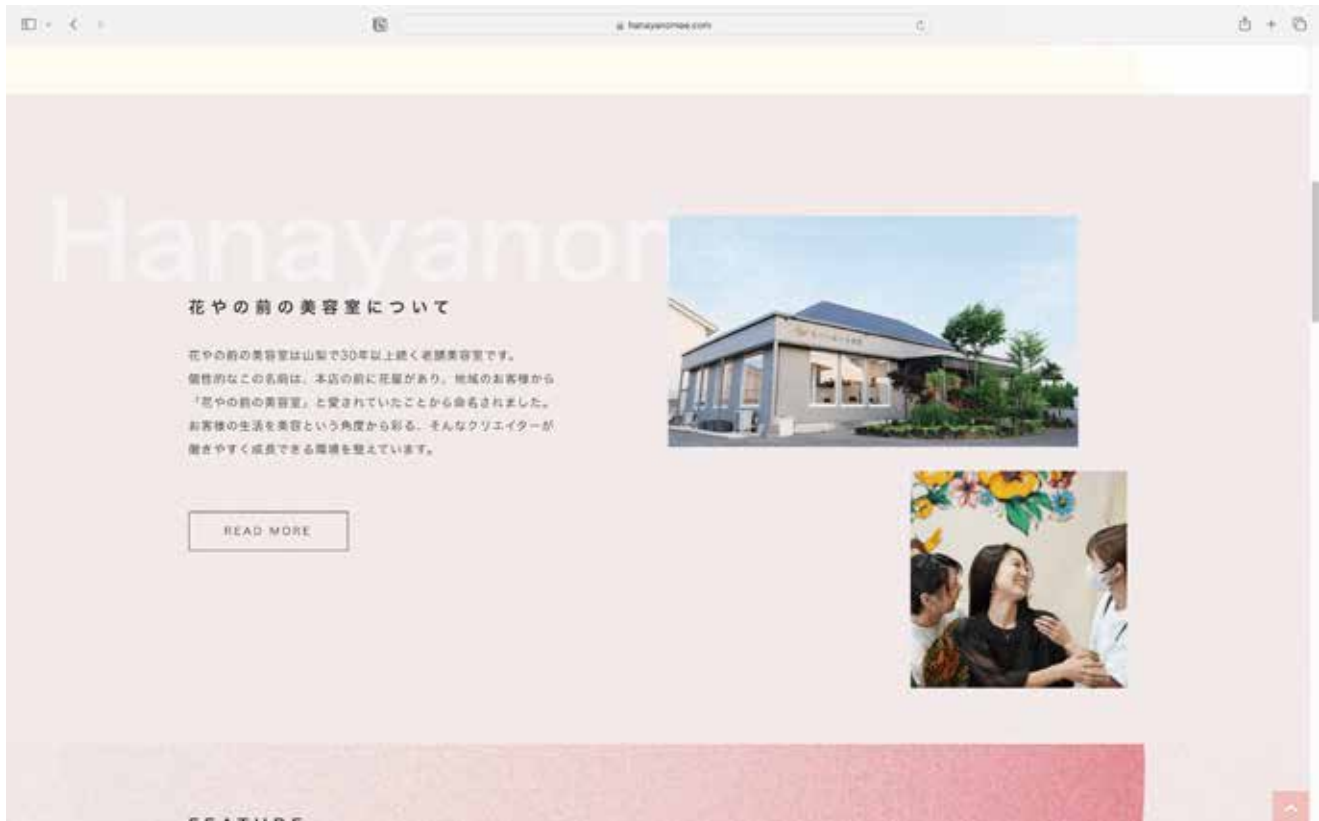 hanayanomae.com
Hanayanom
花やの前の美容室について
花やの前の美容室は山梨で30年以上続く老舗美容室です。
個性的なこの名前は、本店の前に花屋があり、地域のお客様から
「花やの前の美容室」と愛されていたことから命名されました。
お客様の生活を美容という角度から彩る、そんなクリエイターが
働きやすく成長できる環境を整えています。
READ MORE
FEATURE